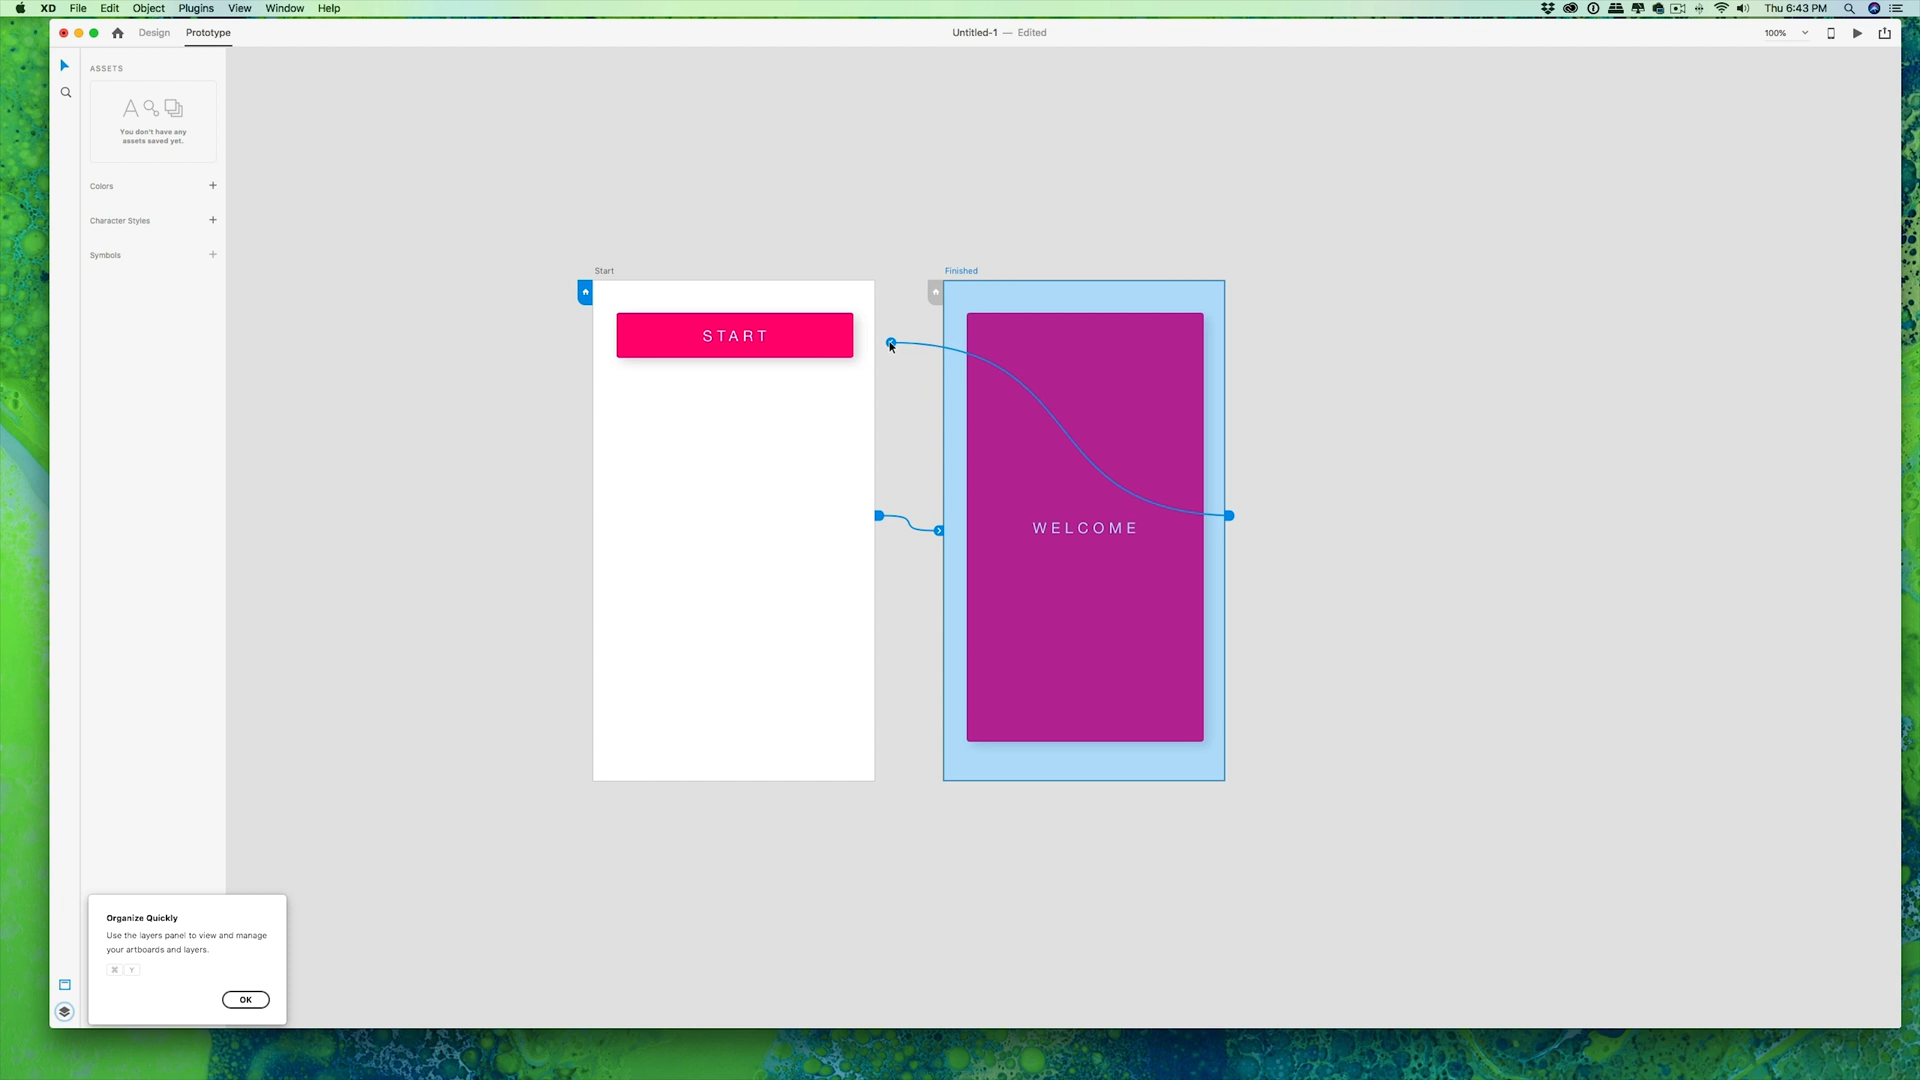 XD File Edit Object Plugins View Window Help
Thu 6:43 PM
Design Prototype
Untitled-1 — Edited
100%
ASSETS
You don't have any
assets saved yet.
Colors
Character Styles
Symbols
Start
Finished
START
WELCOME
Organize Quickly
Use the layers panel to view and manage
your artboards and layers.
⌘ Y
OK